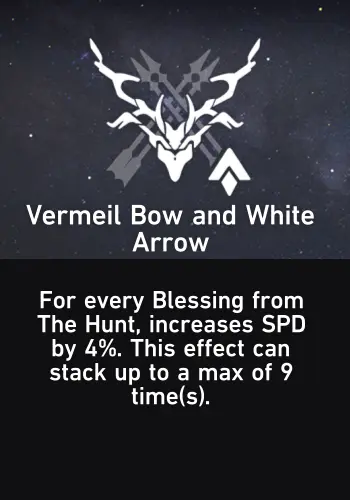 Vermeil Bow and White
Arrow
For every Blessing from
The Hunt, increases SPD
by 4%. This effect can
stack up to a max of 9
time(s).